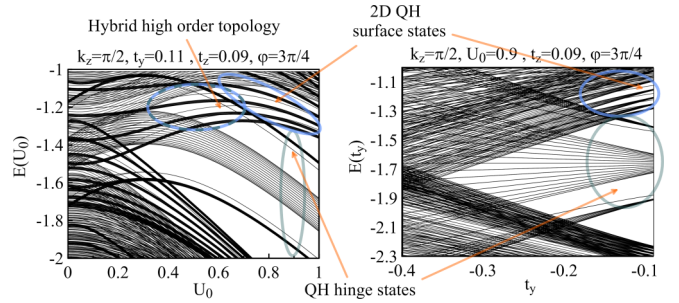 Hybrid high order topology
2D QH
surface states
k_z=π/2, t_y=0.11 , t_z=0.09, φ=3π/4
k_z=π/2, U_0=0.9 , t_z=0.09, φ=3π/4
E(U_0)
-1
-1.2
-1.4
-1.6
-1.8
-2
0
0.2
0.4
0.6
0.8
1
U_0
E(t_y)
-1.1
-1.3
-1.5
-1.7
-1.9
-2.1
-2.3
-0.4
-0.3
-0.2
-0.1
t_y
QH hinge states